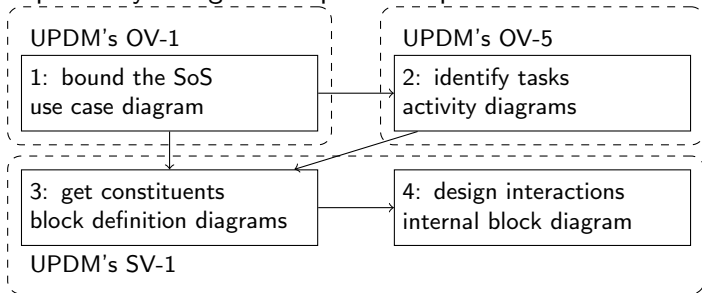 UPDM's OV-1
1: bound the SoS
use case diagram
UPDM's OV-5
2: identify tasks
activity diagrams
3: get constituents
block definition diagrams
4: design interactions
internal block diagram
UPDM's SV-1